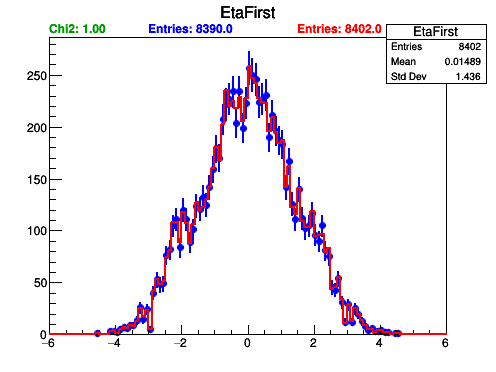 EtaFirst
Chi2: 1.00 Entries: 8390.0 Entries: 8402.0
EtaFirst
Entries 8402
Mean 0.01489
Std Dev 1.436
250
200
150
100
50
0
−6 −4 −2 0 2 4 6